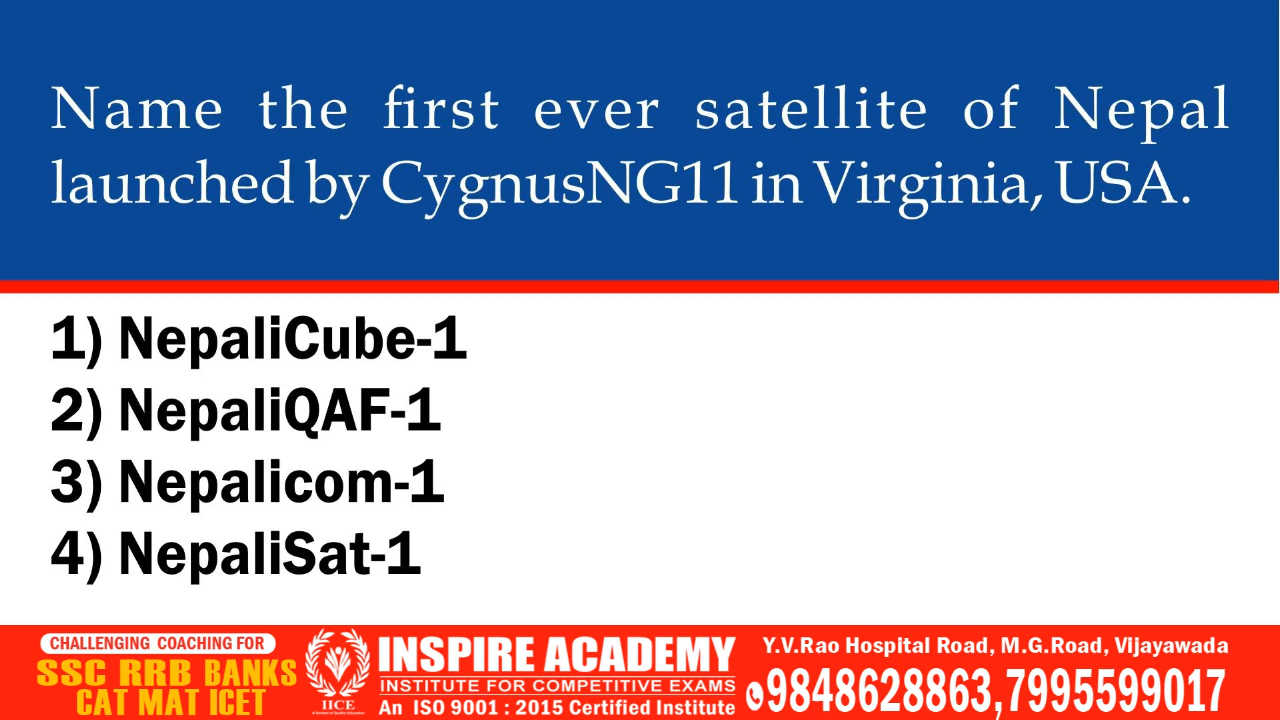 Name the first ever satellite of Nepal
launched by CygnusNG11 in Virginia, USA.
1) NepaliCube-1
2) NepaliQAF-1
3) Nepalicom-1
4) NepaliSat-1
CHALLENGING COACHING FOR
SSC RRB BANKS
CAT MAT ICET
IICE
INSPIRE ACADEMY
INSTITUTE FOR COMPETITIVE EXAMS
An ISO 9001 : 2015 Certified Institute
Y.V.Rao Hospital Road, M.G.Road, Vijayawada
9848628863,7995599017